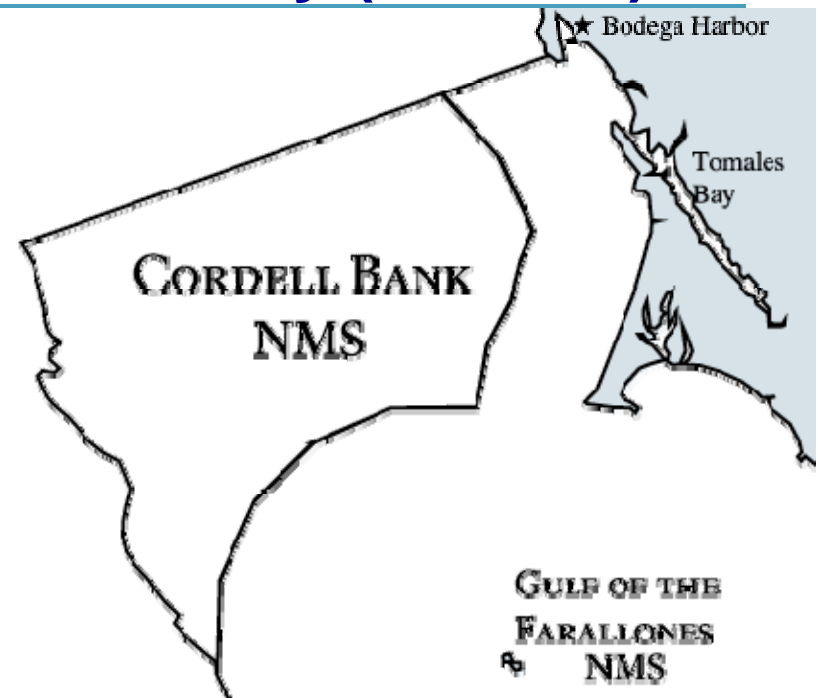 Bodega Harbor
Tomales
Bay
CORDELL BANK
NMS
GULF OF THE
FARALLONES
NMS